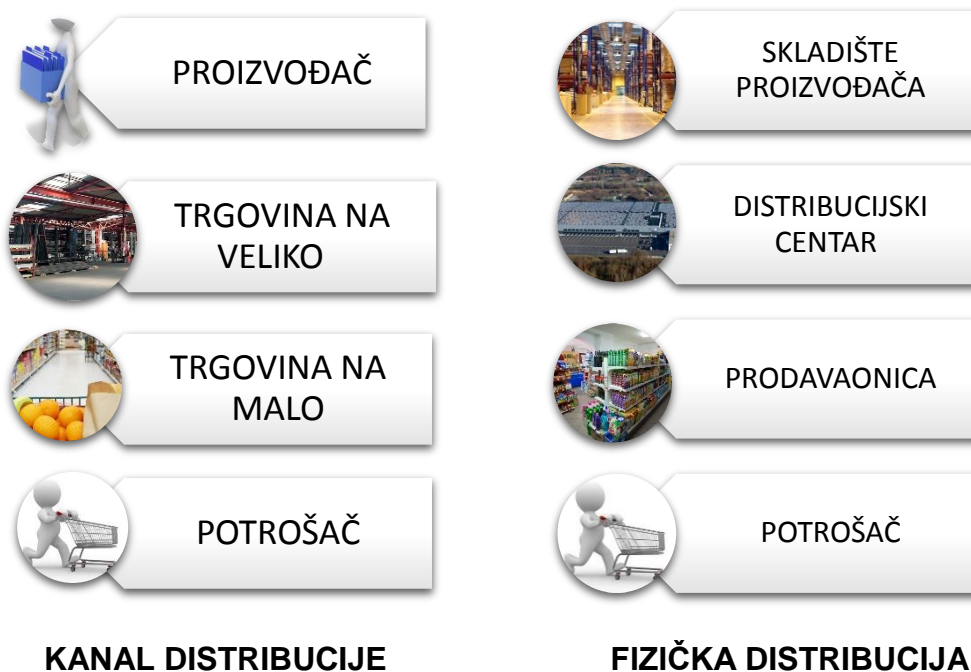 PROIZVOĐAČ
TRGOVINA NA
VELIKO
TRGOVINA NA
MALO
POTROŠAČ
KANAL DISTRIBUCIJE
SKLADIŠTE
PROIZVOĐAČA
DISTRIBUCIJSKI
CENTAR
PRODAVAONICA
POTROŠAČ
FIZIČKA DISTRIBUCIJA